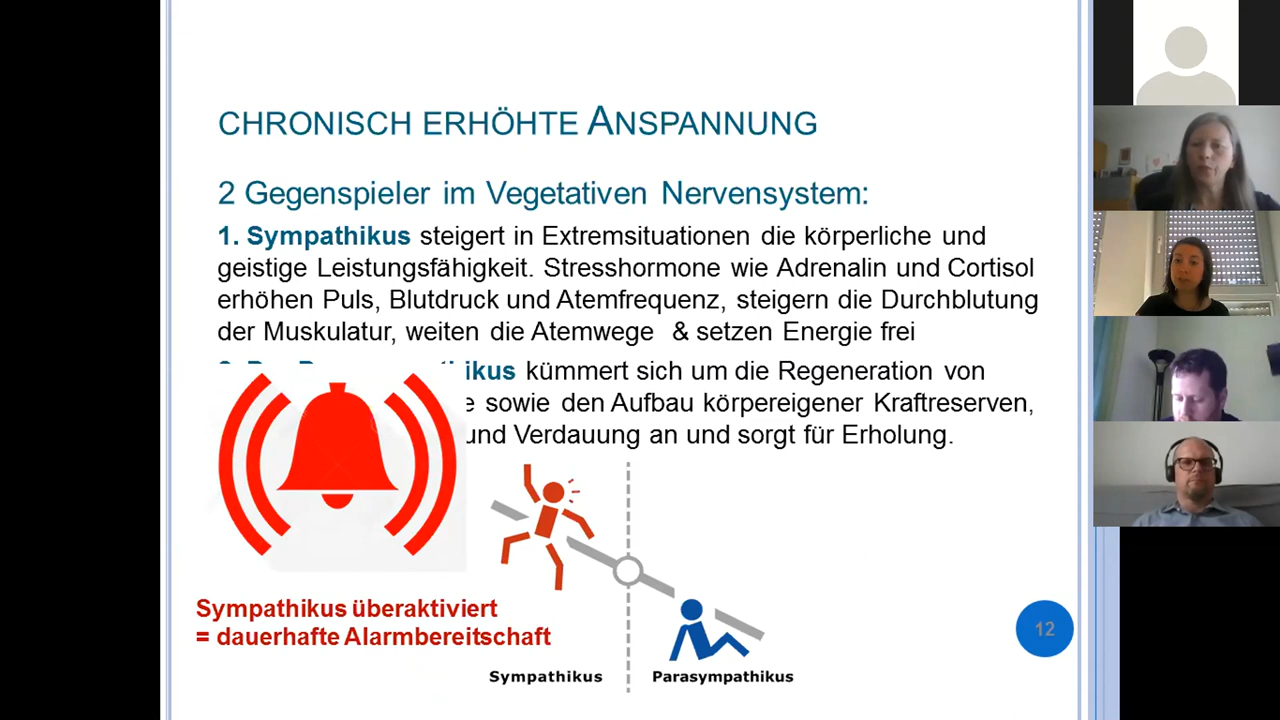 CHRONISCH ERHÖHTE ANSPANNUNG
2 Gegenspieler im Vegetativen Nervensystem:
1. Sympathikus steigert in Extremsituationen die körperliche und
geistige Leistungsfähigkeit. Stresshormone wie Adrenalin und Cortisol
erhöhen Puls, Blutdruck und Atemfrequenz, steigern die Durchblutung
der Muskulatur, weiten die Atemwege & setzen Energie frei
kümmert sich um die Regeneration von
sowie den Aufbau körpereigener Kraftreserven,
und Verdauung an und sorgt für Erholung.
Sympathikus überaktiviert
= dauerhafte Alarmbereitschaft
12
Sympathikus
Parasympathikus